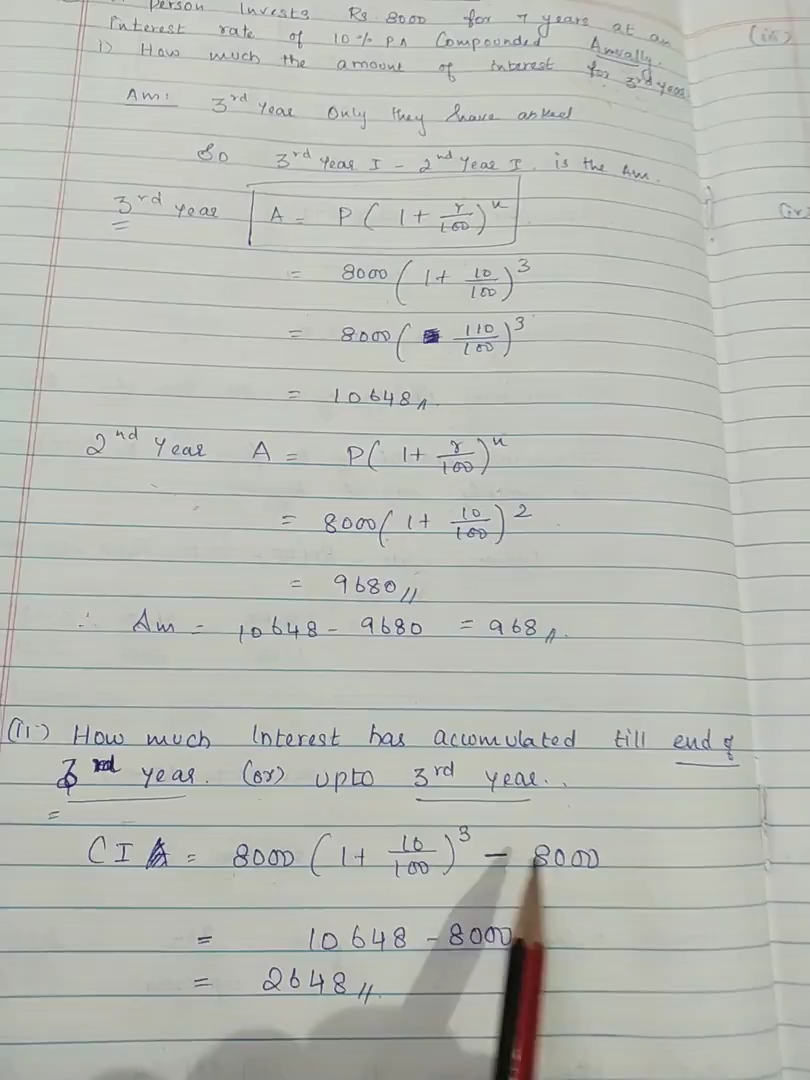 Person Invests Rs. 8000 for 7 years at an
Interest rate of 10% PA Compounded Annually.
1) How much the amount of interest for 3rd year
Ans: 3rd Year Only they have asked
So 3rd Year I - 2nd Year I. is the Ans.
3rd year A = P(1 + r/100)^n
= 8000(1 + 10/100)^3
= 8000(110/100)^3
= 10648//.
2nd Year A = P(1 + r/100)^n
= 8000(1 + 10/100)^2
= 9680//
∴ Ans = 10648 - 9680 = 968//.
(ii) How much Interest has accumulated till end of
3rd year. (or) upto 3rd year.
CI = 8000(1 + 10/100)^3 - 8000
= 10648 - 8000
= 2648//
(iii)
(iv)